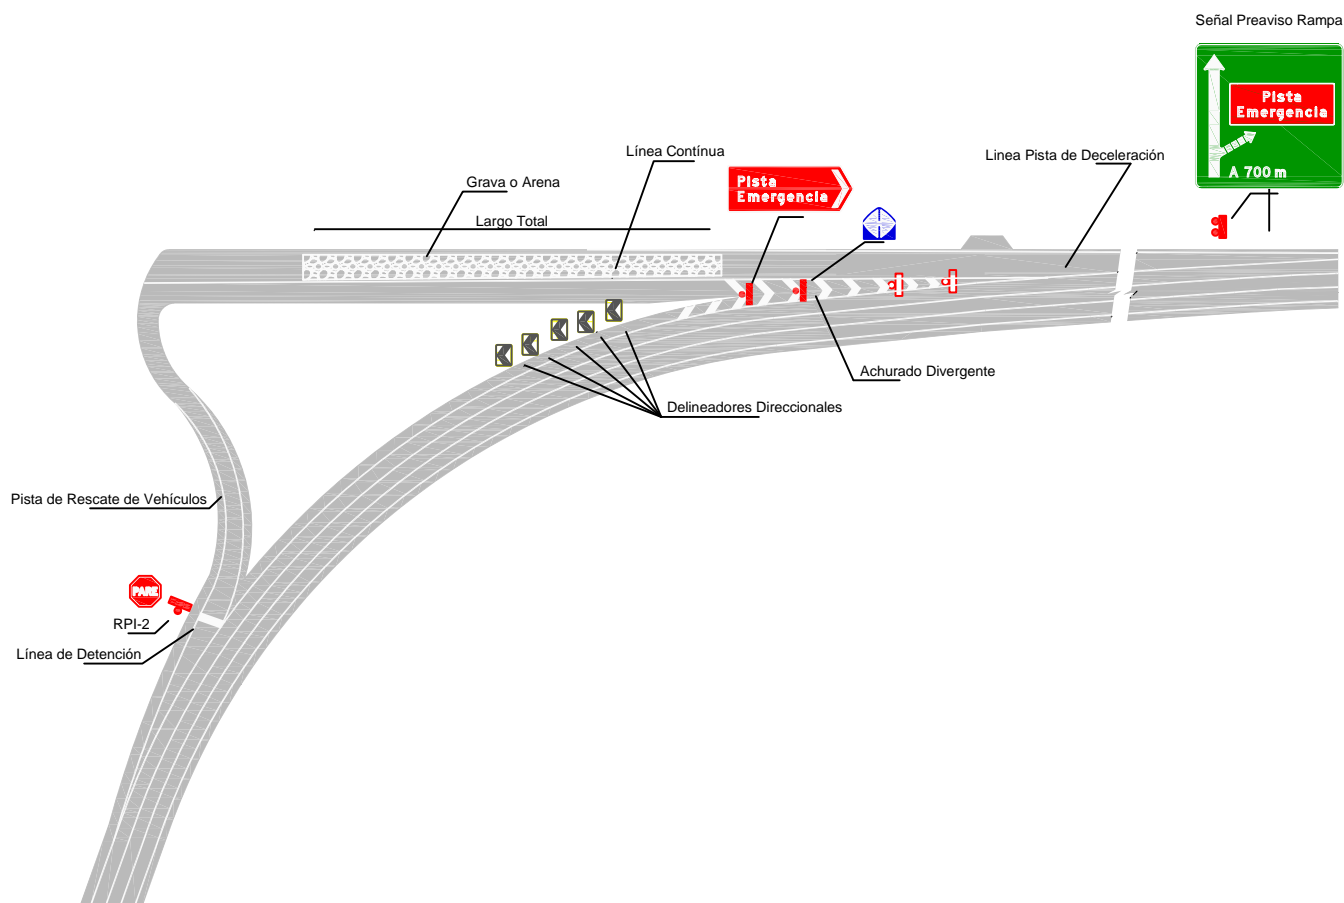 Señal Preaviso Rampa
Pista
Emergencia
A 700 m
Línea Contínua
Linea Pista de Deceleración
Grava o Arena
Pista
Emergencia
Largo Total
Achurado Divergente
Delineadores Direccionales
Pista de Rescate de Vehículos
PARE
RPI-2
Línea de Detención